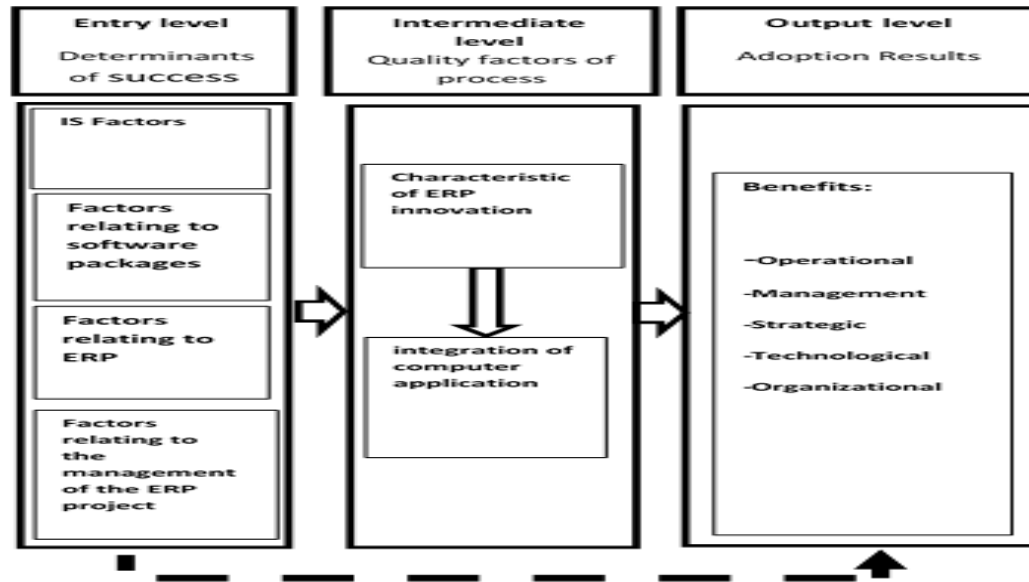 Entry level
Determinants
of success
Intermediate
level
Quality factors of
process
Output level
Adoption Results
IS Factors
Factors
relating to
software
packages
Factors
relating to
ERP
Factors
relating to
the
management
of the ERP
project
Characteristic
of ERP
innovation
integration of
computer
application
Benefits:
-Operational
-Management
-Strategic
-Technological
-Organizational